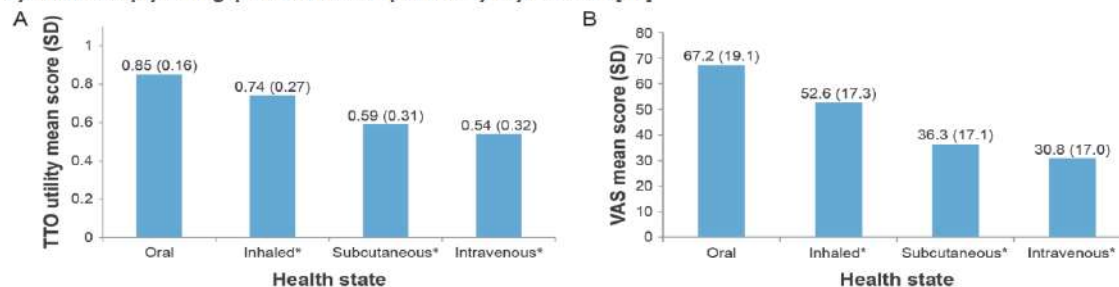 A
TTO utility mean score (SD)
1
0.8
0.6
0.4
0.2
0
0.85 (0.16)
0.74 (0.27)
0.59 (0.31)
0.54 (0.32)
Oral
Inhaled*
Subcutaneous*
Intravenous*
Health state
B
VAS mean score (SD)
80
70
60
50
40
30
20
10
0
67.2 (19.1)
52.6 (17.3)
36.3 (17.1)
30.8 (17.0)
Oral
Inhaled*
Subcutaneous*
Intravenous*
Health state